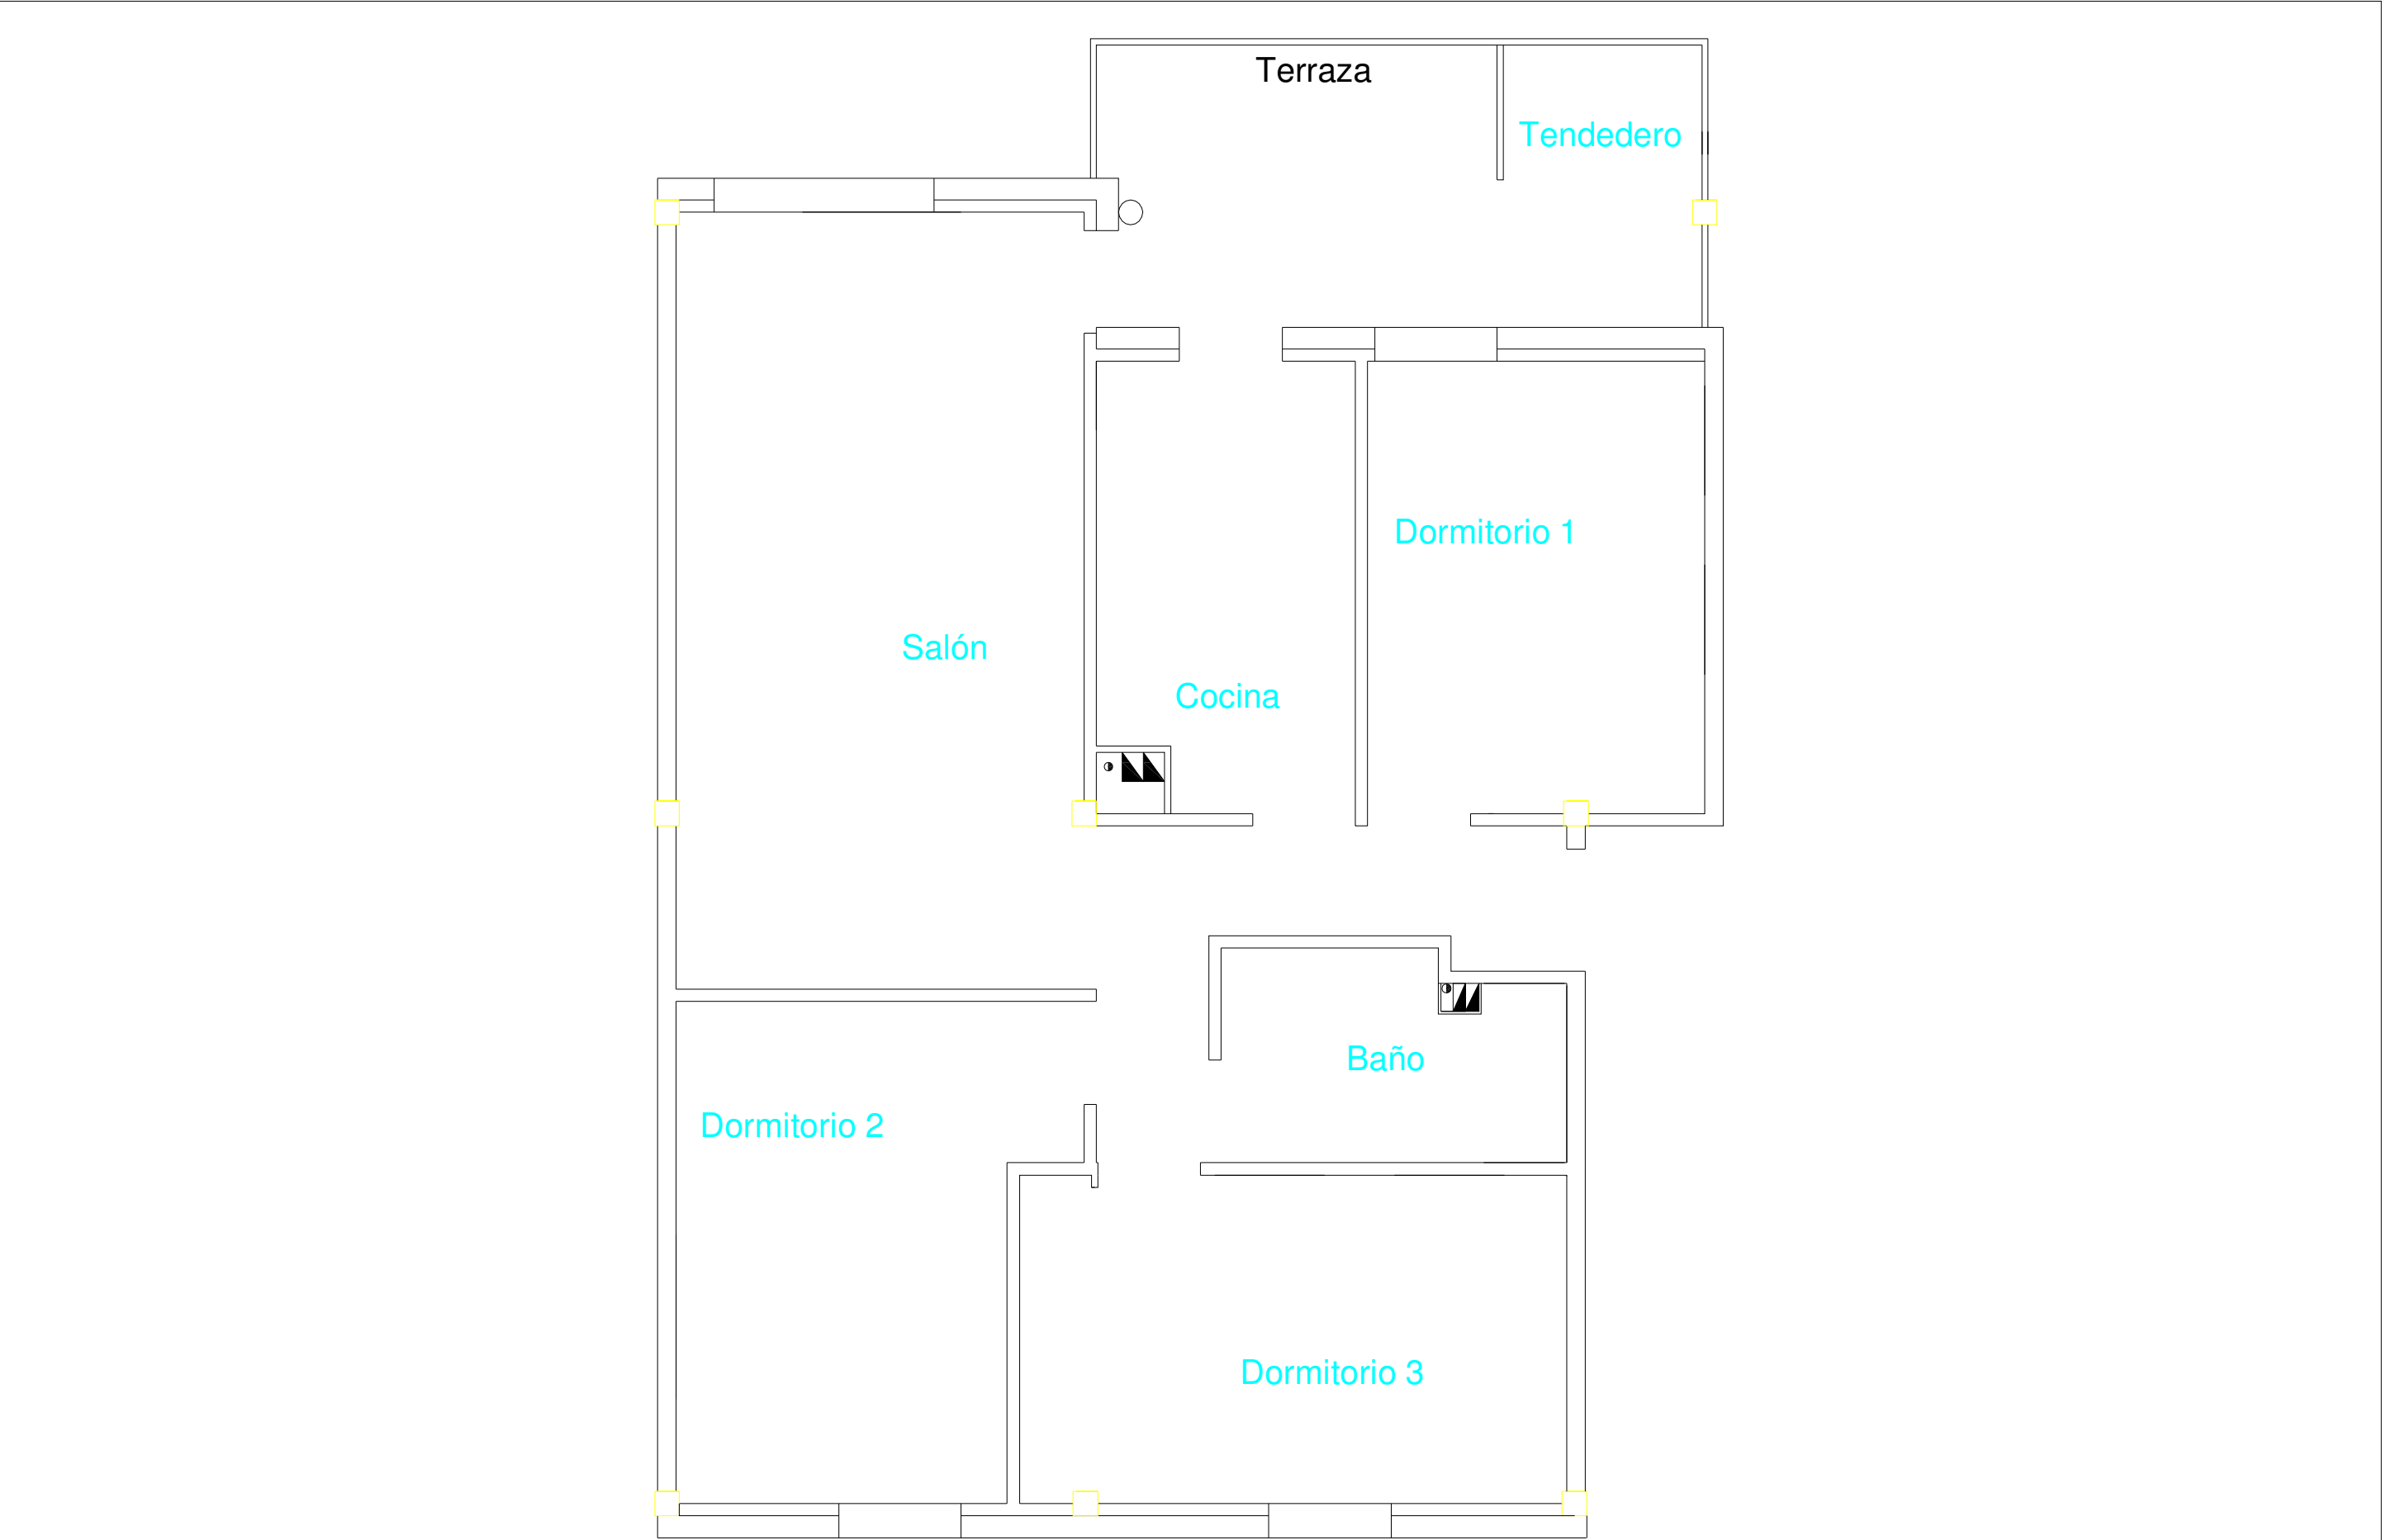 Terraza
Tendedero
Dormitorio 1
Salón
Cocina
Baño
Dormitorio 2
Dormitorio 3